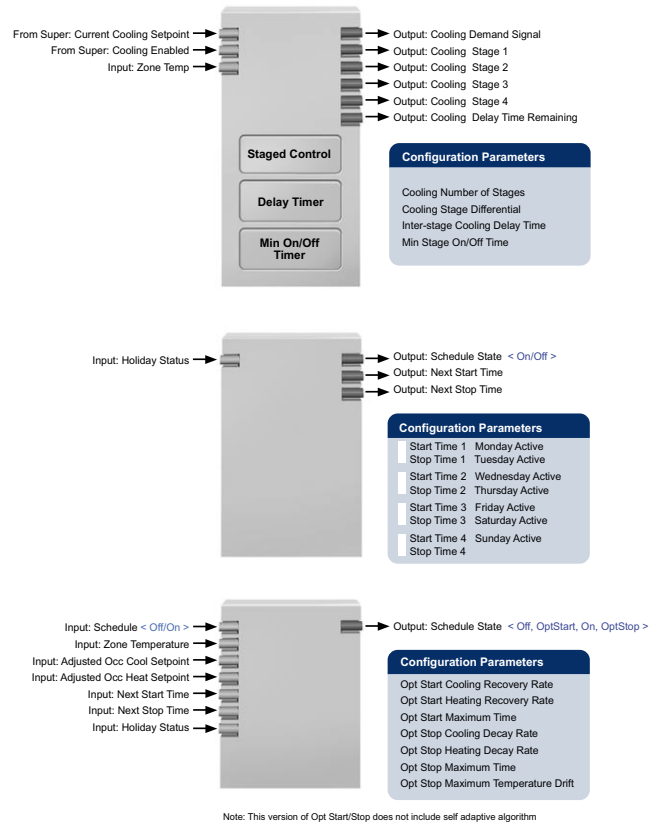 From Super: Current Cooling Setpoint
From Super: Cooling Enabled
Input: Zone Temp
Output: Cooling Demand Signal
Output: Cooling Stage 1
Output: Cooling Stage 2
Output: Cooling Stage 3
Output: Cooling Stage 4
Output: Cooling Delay Time Remaining
Staged Control
Delay Timer
Min On/Off
Timer
Configuration Parameters
Cooling Number of Stages
Cooling Stage Differential
Inter-stage Cooling Delay Time
Min Stage On/Off Time
Input: Holiday Status
Output: Schedule State < On/Off >
Output: Next Start Time
Output: Next Stop Time
Configuration Parameters
Start Time 1 Monday Active
Stop Time 1 Tuesday Active
Start Time 2 Wednesday Active
Stop Time 2 Thursday Active
Start Time 3 Friday Active
Stop Time 3 Saturday Active
Start Time 4 Sunday Active
Stop Time 4
Input: Schedule < Off/On >
Input: Zone Temperature
Input: Adjusted Occ Cool Setpoint
Input: Adjusted Occ Heat Setpoint
Input: Next Start Time
Input: Next Stop Time
Input: Holiday Status
Output: Schedule State < Off, OptStart, On, OptStop >
Configuration Parameters
Opt Start Cooling Recovery Rate
Opt Start Heating Recovery Rate
Opt Start Maximum Time
Opt Stop Cooling Decay Rate
Opt Stop Heating Decay Rate
Opt Stop Maximum Time
Opt Stop Maximum Temperature Drift
Note: This version of Opt Start/Stop does not include self adaptive algorithm